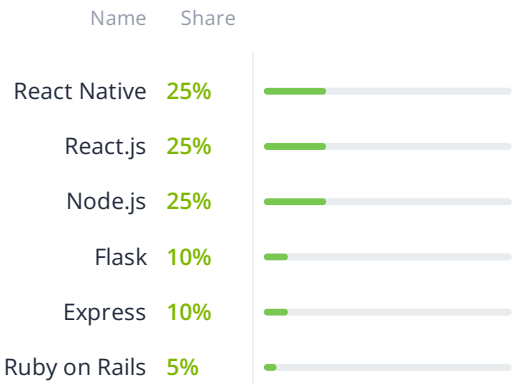 Name Share
React Native 25%
React.js 25%
Node.js 25%
Flask 10%
Express 10%
Ruby on Rails 5%